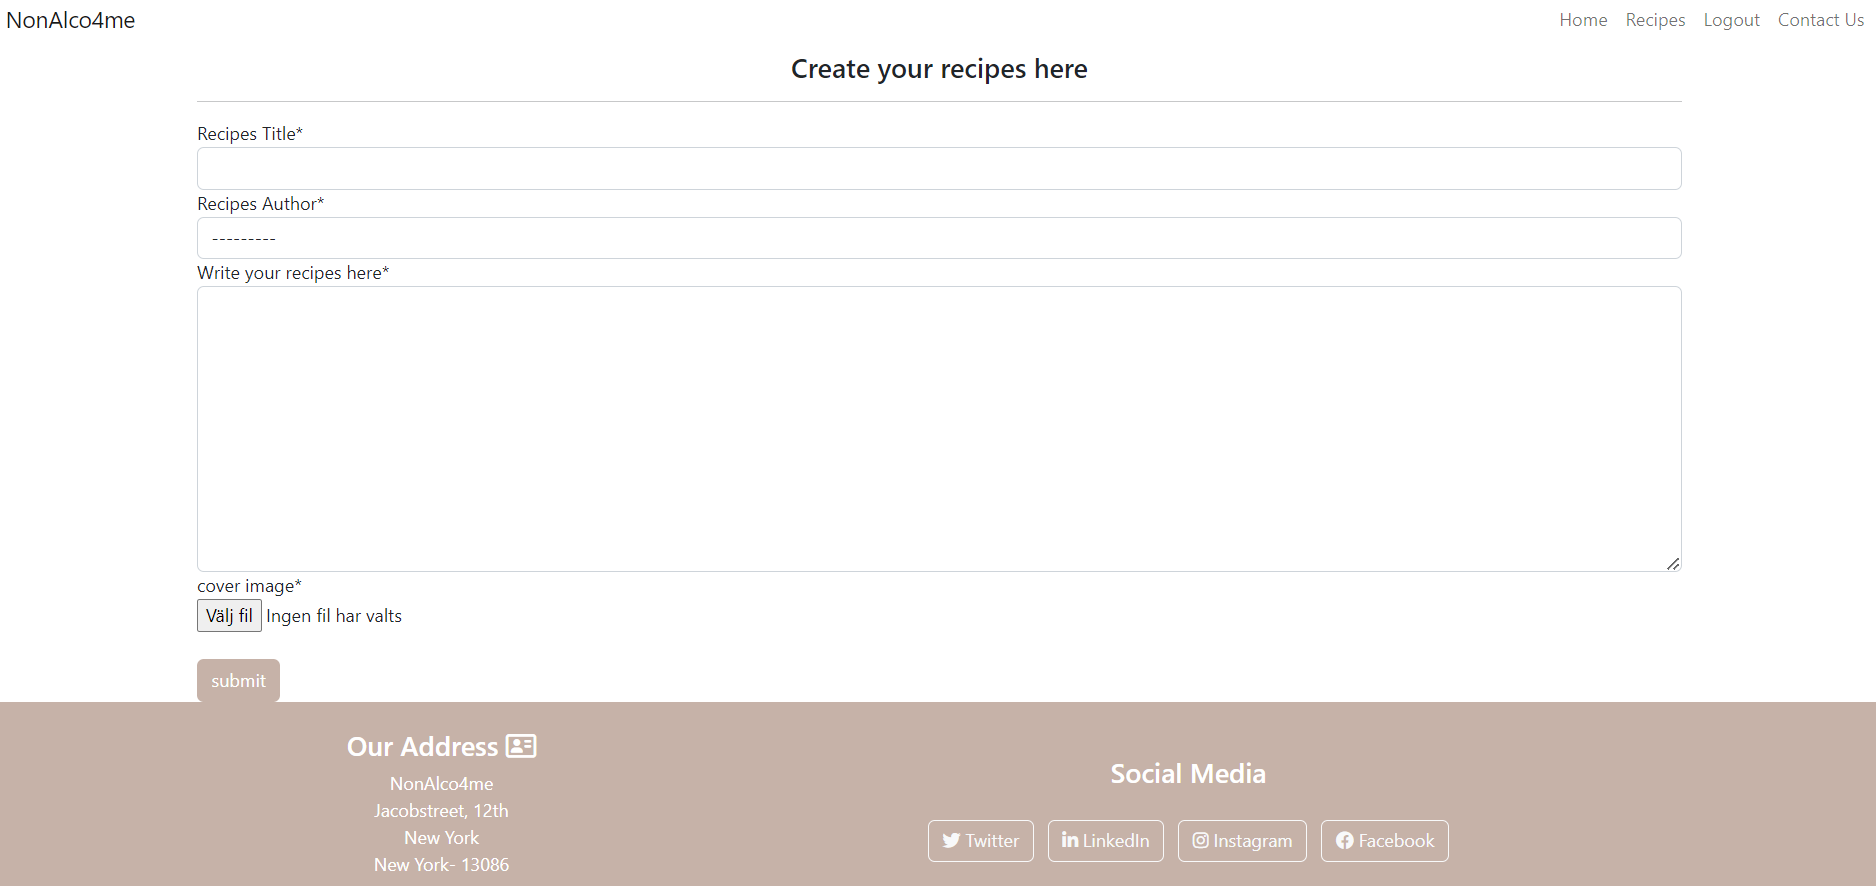 NonAlco4me
Home Recipes Logout Contact Us
Create your recipes here
Recipes Title*
Recipes Author*
---------
Write your recipes here*
cover image*
Välj fil Ingen fil har valts
submit
Our Address
NonAlco4me
Jacobstreet, 12th
New York
New York- 13086
Social Media
Twitter LinkedIn Instagram Facebook